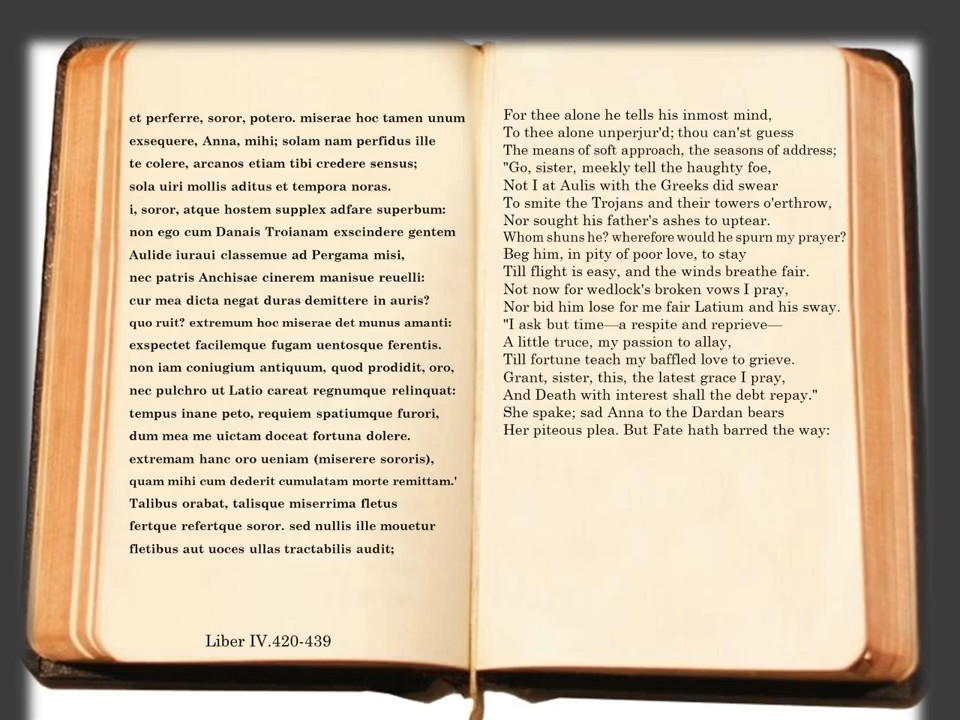 et perferre, soror, potero. miserae hoc tamen unum
exsequere, Anna, mihi; solam nam perfidus ille
te colere, arcanos etiam tibi credere sensus;
sola uiri mollis aditus et tempora noras.
i, soror, atque hostem supplex adfare superbum:
non ego cum Danais Troianam exscindere gentem
Aulide iuraui classemue ad Pergama misi,
nec patris Anchisae cinerem manisue reuelli:
cur mea dicta negat duras demittere in auris?
quo ruit? extremum hoc miserae det munus amanti:
exspectet facilemque fugam uentosque ferentis.
non iam coniugium antiquum, quod prodidit, oro,
nec pulchro ut Latio careat regnumque relinquat:
tempus inane peto, requiem spatiumque furori,
dum mea me uictam doceat fortuna dolere.
extremam hanc oro ueniam (miserere sororis),
quam mihi cum dederit cumulatam morte remittam.'
Talibus orabat, talisque miserrima fletus
fertque refertque soror. sed nullis ille mouetur
fletibus aut uoces ullas tractabilis audit;
Liber IV.420-439
For thee alone he tells his inmost mind,
To thee alone unperjur'd; thou can'st guess
The means of soft approach, the seasons of address;
"Go, sister, meekly tell the haughty foe,
Not I at Aulis with the Greeks did swear
To smite the Trojans and their towers o'erthrow,
Nor sought his father's ashes to uptear.
Whom shuns he? wherefore would he spurn my prayer?
Beg him, in pity of poor love, to stay
Till flight is easy, and the winds breathe fair.
Not now for wedlock's broken vows I pray,
Nor bid him lose for me fair Latium and his sway.
"I ask but time—a respite and reprieve—
A little truce, my passion to allay,
Till fortune teach my baffled love to grieve.
Grant, sister, this, the latest grace I pray,
And Death with interest shall the debt repay."
She spake; sad Anna to the Dardan bears
Her piteous plea. But Fate hath barred the way: